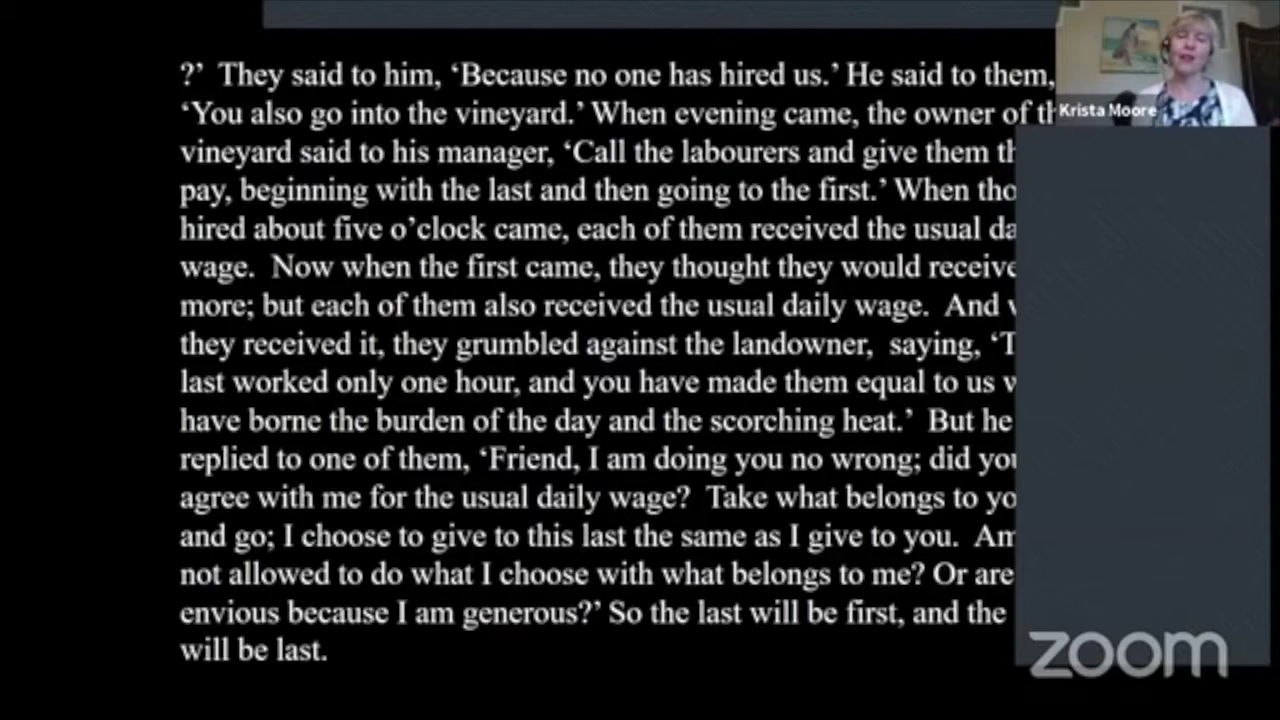 ?’ They said to him, ‘Because no one has hired us.’ He said to them,
‘You also go into the vineyard.’ When evening came, the owner of th
vineyard said to his manager, ‘Call the labourers and give them th
pay, beginning with the last and then going to the first.’ When tho
hired about five o’clock came, each of them received the usual da
wage. Now when the first came, they thought they would receive
more; but each of them also received the usual daily wage. And
they received it, they grumbled against the landowner, saying, ‘T
last worked only one hour, and you have made them equal to us
have borne the burden of the day and the scorching heat.’ But he
replied to one of them, ‘Friend, I am doing you no wrong; did you
agree with me for the usual daily wage? Take what belongs to yo
and go; I choose to give to this last the same as I give to you. Am
not allowed to do what I choose with what belongs to me? Or are
envious because I am generous?’ So the last will be first, and the
will be last.
Krista Moore
zoom